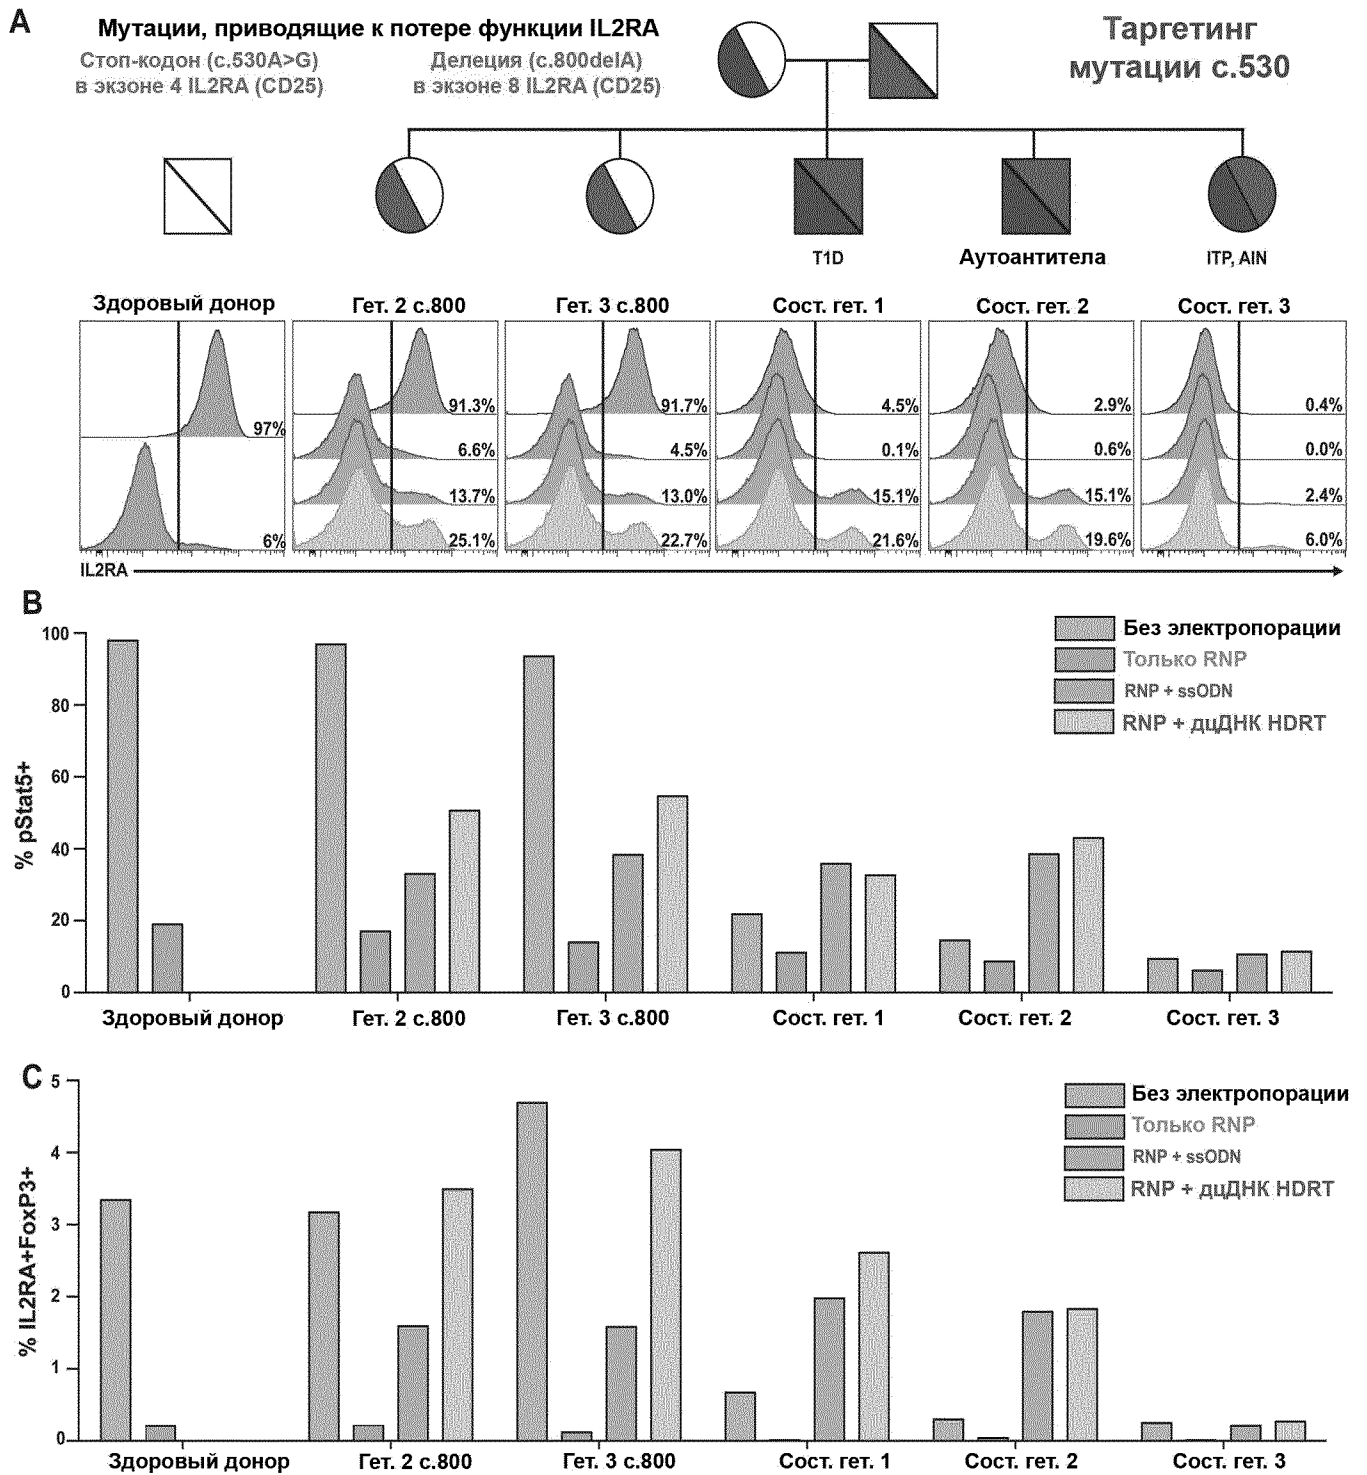 A
Мутации, приводящие к потере функции IL2RA
Стоп-кодон (c.530A>G)
в экзоне 4 IL2RA (CD25)
Делеция (c.800delA)
в экзоне 8 IL2RA (CD25)
Таргетинг
мутации с.530
T1D
Аутоантитела
ITP, AIN
Здоровый донор
Гет. 2 с.800
Гет. 3 с.800
Сост. гет. 1
Сост. гет. 2
Сост. гет. 3
97%
6%
91.3%
6.6%
13.7%
25.1%
91.7%
4.5%
13.0%
22.7%
4.5%
0.1%
15.1%
21.6%
2.9%
0.6%
15.1%
19.6%
0.4%
0.0%
2.4%
6.0%
IL2RA
B
% pStat5+
100
80
60
40
20
0
Без электропорации
Только RNP
RNP + ssODN
RNP + дцДНК HDRT
Здоровый донор
Гет. 2 с.800
Гет. 3 с.800
Сост. гет. 1
Сост. гет. 2
Сост. гет. 3
C
% IL2RA+FoxP3+
5
4
3
2
1
0
Без электропорации
Только RNP
RNP + ssODN
RNP + дцДНК HDRT
Здоровый донор
Гет. 2 с.800
Гет. 3 с.800
Сост. гет. 1
Сост. гет. 2
Сост. гет. 3